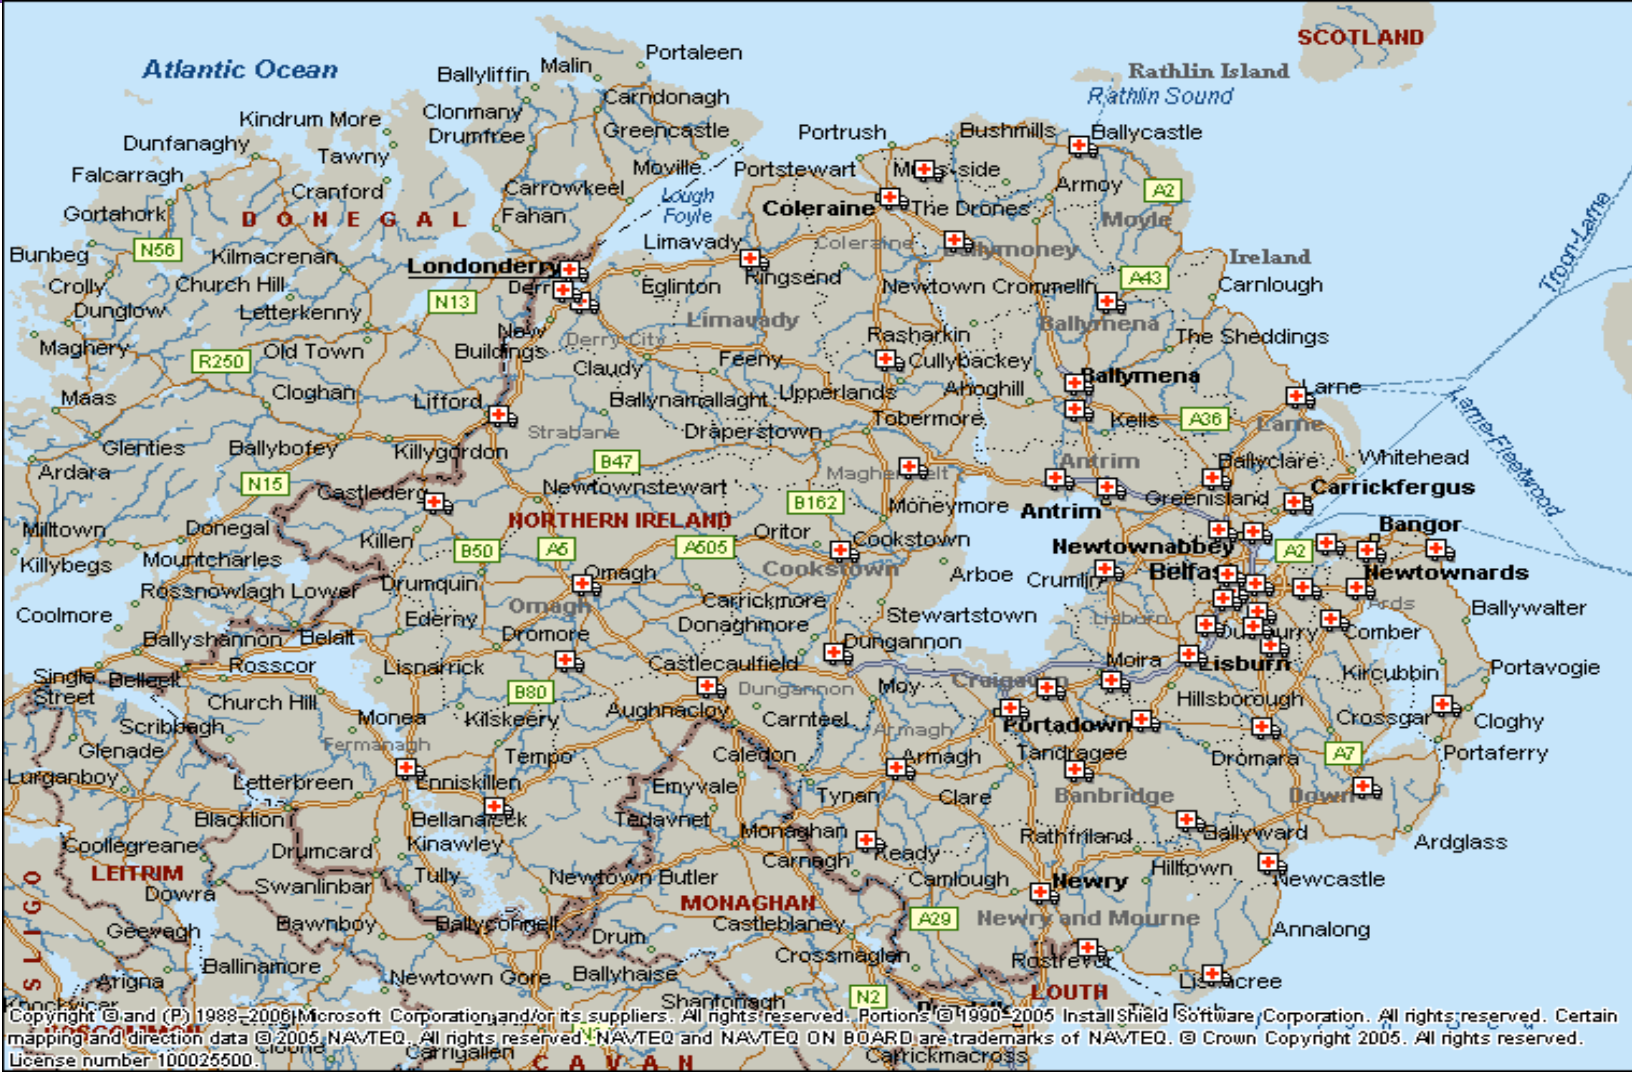 SCOTLAND
Portaleen
Atlantic Ocean
Malin
Ballyliffin
Rathlin Island
Rathlin Sound
Carndonagh
Clonmany
Kindrum More
Drumfree
Greencastle
Portrush
Bushmills
Ballycastle
Dunfanaghy
Tawny
Moville
Portstewart
Falcarragh
Cranford
Carrowkeel
Armoy
A2
Lough
Foyle
Gortahork
DONEGAL
Fahan
Coleraine
The Drones
Moyle
Troon-Larne
N56
Limavady
Coleraine
Bunbeg
Kilmacrenan
Londonderry
Ireland
Ringsend
A43
Crolly
Church Hill
N13
Eglinton
Newtown Crommelin
Carnlough
Dunglow
Letterkenny
New
Buildings
Derry City
Limavady
Ballymena
Rasharkin
The Sheddings
Maghery
R250
Old Town
Feeny
Cullybackey
Claudy
Ballymena
Maas
Cloghan
Lifford
Ballynamallaght
Upperlands
Ahoghill
Larne
Larne-Fleetwood
Tobermore
Kells
A36
Larne
Strabane
Draperstown
Glenties
Ballybofey
Killygordon
B47
Antrim
Ballyclare
Whitehead
Ardara
N15
Castlederg
Newtownstewart
B162
Moneymore
Greenisland
Carrickfergus
Antrim
Milltown
Donegal
Killen
NORTHERN IRELAND
Oritor
Cookstown
Bangor
B50
A5
A505
Newtownabbey
A2
Killybegs
Mountcharles
Omagh
Cookstown
Arboe
Crumlin
Newtownards
Drumquin
Rossnowlagh Lower
Omagh
Carrickmore
Ards
Ballywalter
Coolmore
Ederny
Donaghmore
Stewartstown
Lisburn
Ballyshannon
Belalt
Dromore
Dungannon
Comber
Single
Street
Belleek
Rosscor
Lisnarrick
Castlecaulfield
Moira
Lisburn
Kircubbin
Portavogie
Church Hill
B80
Dungannon
Moy
Hillsborough
Aughnacloy
Scribbagh
Monea
Kilskeery
Carnteel
Armagh
Portadown
Crossgar
Cloghy
Glenade
Fermanagh
Tempo
Caledon
Armagh
Tandragee
Dromara
A7
Portaferry
Lurganboy
Letterbreen
Enniskillen
Emyvale
Tynan
Clare
Banbridge
Down
Blacklion
Bellanaleck
Tedavnet
Monaghan
Rathfriland
Ballyward
Ardglass
Coollegreane
Drumcard
Kinawley
Carnagh
Keady
Hilltown
LEITRIM
Dowra
Swanlinbar
Tully
Newtown Butler
Camlough
Newry
Newcastle
SLIGO
MONAGHAN
Bawnboy
Ballyconnell
Castleblaney
A29
Newry and Mourne
Geevagh
Drum
Annalong
Ballinamore
Crossmaglen
Rostrevor
Arigna
Newtown Gore
Ballyhaise
Shantonagh
N2
LOUTH
Copyright © and (P) 1988–2006 Microsoft Corporation and/or its suppliers. All rights reserved. Portions © 1990–2005 InstallShield Software Corporation. All rights reserved. Certain
mapping and direction data © 2005 NAVTEQ. All rights reserved. NAVTEQ and NAVTEQ ON BOARD are trademarks of NAVTEQ. © Crown Copyright 2005. All rights reserved.
License number 100025500.
Carrigallen
CAVAN
Carrickmacross